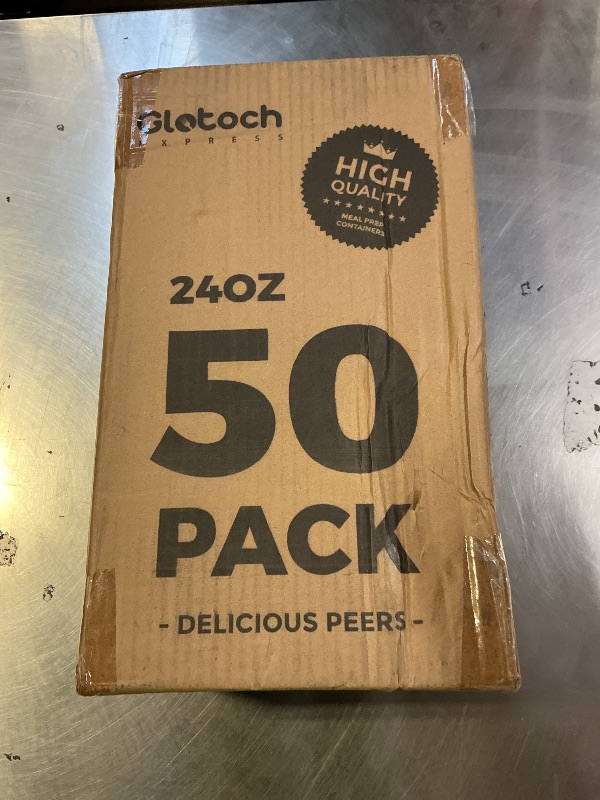 Glotoch
EXPRESS
HIGH
QUALITY
MEAL PREP
CONTAINERS
24OZ
50
PACK
- DELICIOUS PEERS -